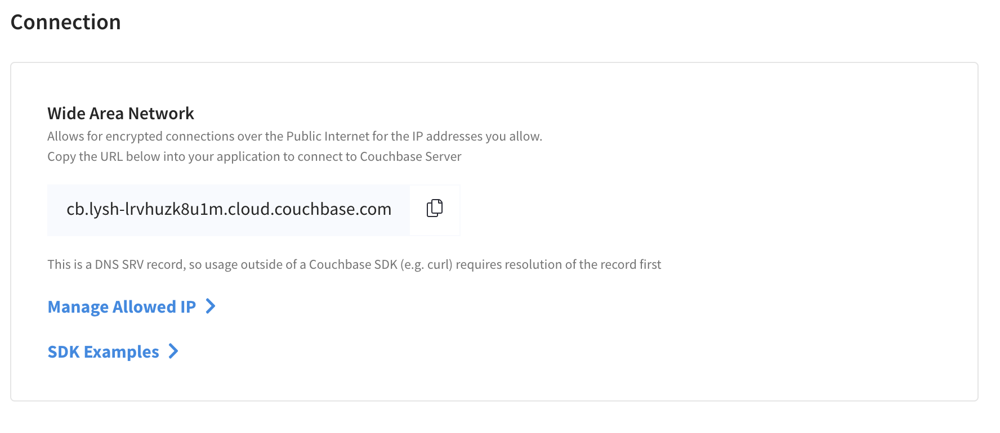 Connection
Wide Area Network
Allows for encrypted connections over the Public Internet for the IP addresses you allow.
Copy the URL below into your application to connect to Couchbase Server
cb.lysh-lrvhuzk8u1m.cloud.couchbase.com
This is a DNS SRV record, so usage outside of a Couchbase SDK (e.g. curl) requires resolution of the record first
Manage Allowed IP
SDK Examples